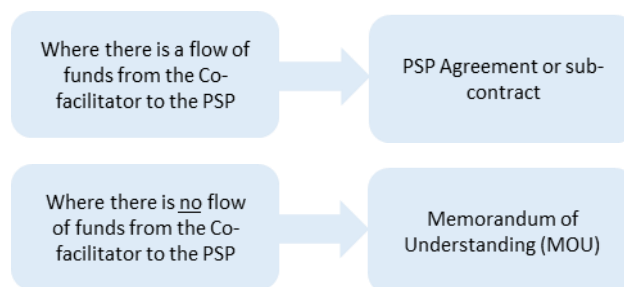 Where there is a flow of
funds from the Co-
facilitator to the PSP
PSP Agreement or sub-
contract
Where there is no flow
of funds from the Co-
facilitator to the PSP
Memorandum of
Understanding (MOU)